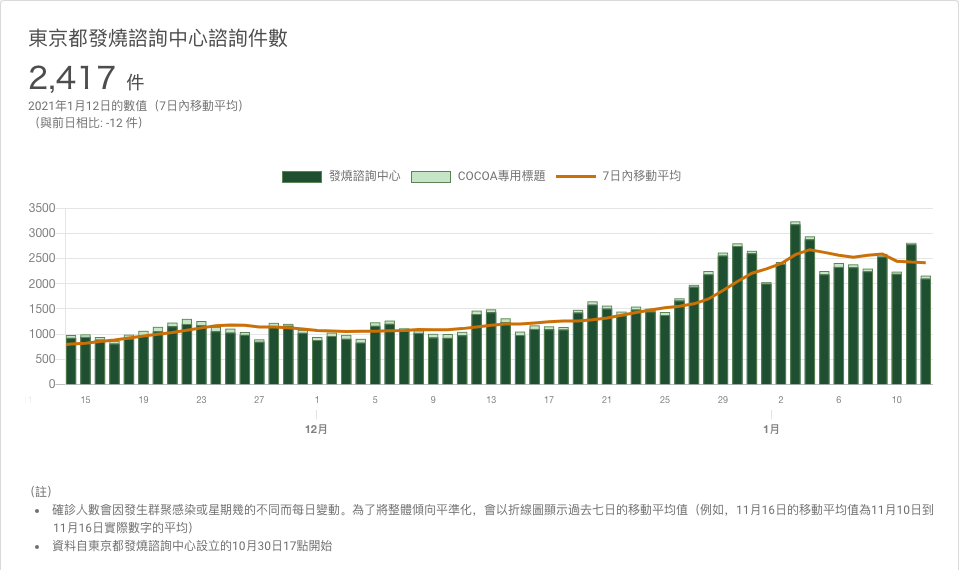 東京都發燒諮詢中心諮詢件數
2,417 件
2021年1月12日的數值（7日內移動平均）
（與前日相比: -12 件）
發燒諮詢中心 COCOA專用標題 7日內移動平均
3500
3000
2500
2000
1500
1000
500
0
15 19 23 27 1 5 9 13 17 21 25 29 2 6 10
12月 1月
（註）
• 確診人數會因發生群聚感染或星期幾的不同而每日變動。為了將整體傾向平準化，會以折線圖顯示過去七日的移動平均值（例如，11月16日的移動平均值為11月10日到
11月16日實際數字的平均）
• 資料自東京都發燒諮詢中心設立的10月30日17點開始